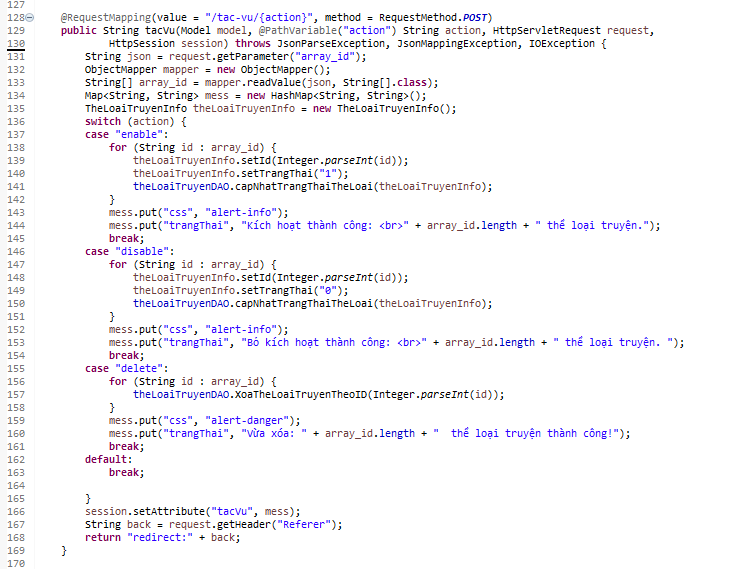 127
128 @RequestMapping(value = "/tac-vu/{action}", method = RequestMethod.POST)
129 public String tacVu(Model model, @PathVariable("action") String action, HttpServletRequest request,
130 HttpSession session) throws JsonParseException, JsonMappingException, IOException {
131 String json = request.getParameter("array_id");
132 ObjectMapper mapper = new ObjectMapper();
133 String[] array_id = mapper.readValue(json, String[].class);
134 Map<String, String> mess = new HashMap<String, String>();
135 TheLoaiTruyenInfo theLoaiTruyenInfo = new TheLoaiTruyenInfo();
136 switch (action) {
137 case "enable":
138 for (String id : array_id) {
139 theLoaiTruyenInfo.setId(Integer.parseInt(id));
140 theLoaiTruyenInfo.setTrangThai("1");
141 theLoaiTruyenDAO.capNhatTrangThaiTheLoai(theLoaiTruyenInfo);
142 }
143 mess.put("css", "alert-info");
144 mess.put("trangThai", "Kích hoạt thành công: <br>" + array_id.length + " thể loại truyện.");
145 break;
146 case "disable":
147 for (String id : array_id) {
148 theLoaiTruyenInfo.setId(Integer.parseInt(id));
149 theLoaiTruyenInfo.setTrangThai("0");
150 theLoaiTruyenDAO.capNhatTrangThaiTheLoai(theLoaiTruyenInfo);
151 }
152 mess.put("css", "alert-info");
153 mess.put("trangThai", "Bỏ kích hoạt thành công: <br>" + array_id.length + " thể loại truyện. ");
154 break;
155 case "delete":
156 for (String id : array_id) {
157 theLoaiTruyenDAO.XoaTheLoaiTruyenTheoID(Integer.parseInt(id));
158 }
159 mess.put("css", "alert-danger");
160 mess.put("trangThai", "Vừa xóa: " + array_id.length + "  thể loại truyện thành công!");
161 break;
162 default:
163 break;
164
165 }
166 session.setAttribute("tacVu", mess);
167 String back = request.getHeader("Referer");
168 return "redirect:" + back;
169 }
170